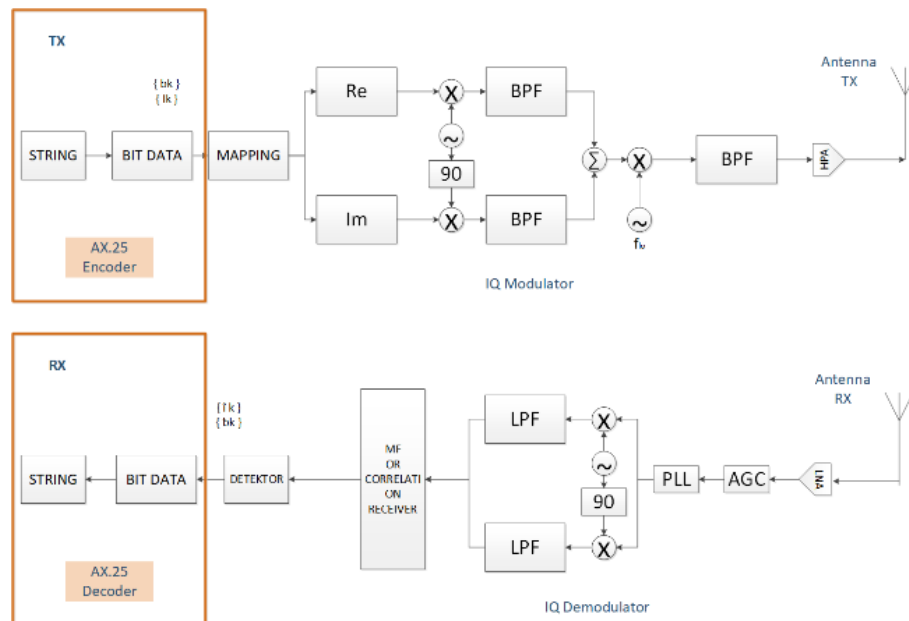 TX
{ bk }
{ Ik }
STRING
BIT DATA
MAPPING
Re
Im
X
~
90
X
BPF
BPF
Σ
X
~
BPF
HPA
Antenna
TX
AX.25
Encoder
IQ Modulator
RX
{ bk }
STRING
BIT DATA
DETEKTOR
MF
OR
CORRELATI
ON
RECEIVER
LPF
LPF
X
~
90
X
PLL
AGC
LNA
Antenna
RX
AX.25
Decoder
IQ Demodulator